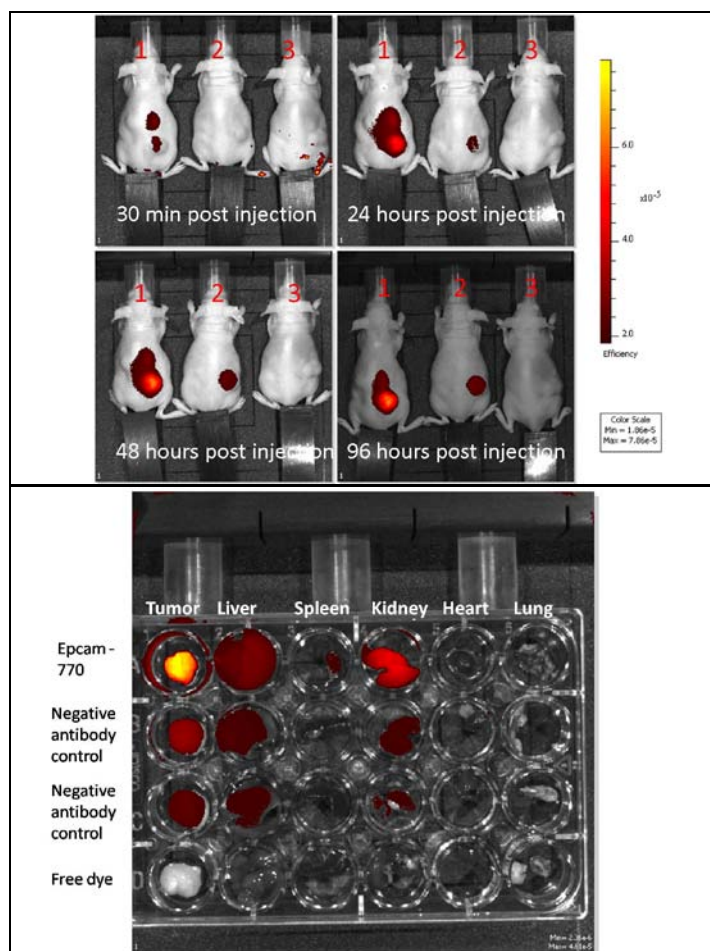 1 2 3
30 min post injection
1 2 3
24 hours post injection
1 2 3
48 hours post injection
1 2 3
96 hours post injection
6.0
x10-5
4.0
2.0
Efficiency
Color Scale
Min = 1.86e-5
Max = 7.86e-5
Tumor Liver Spleen Kidney Heart Lung
Epcam -
770
Negative
antibody
control
Negative
antibody
control
Free dye
A
D